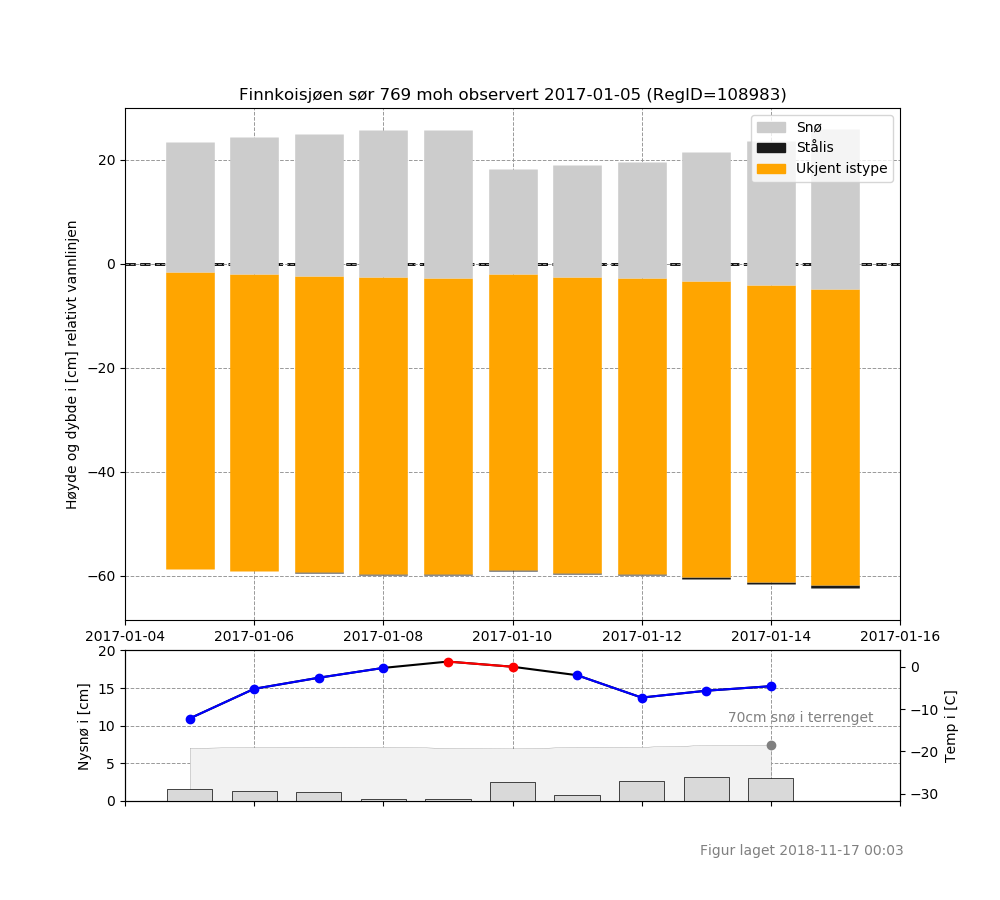 Finnkoisjøen sør 769 moh observert 2017-01-05 (RegID=108983)
Snø
Stålis
Ukjent istype
Høyde og dybde i [cm] relativt vannlinjen
20
0
−20
−40
−60
2017-01-04 2017-01-06 2017-01-08 2017-01-10 2017-01-12 2017-01-14 2017-01-16
Nysnø i [cm]
20
15
10
5
0
70cm snø i terrenget
0
−10
−20
−30
Temp i [C]
Figur laget 2018-11-17 00:03